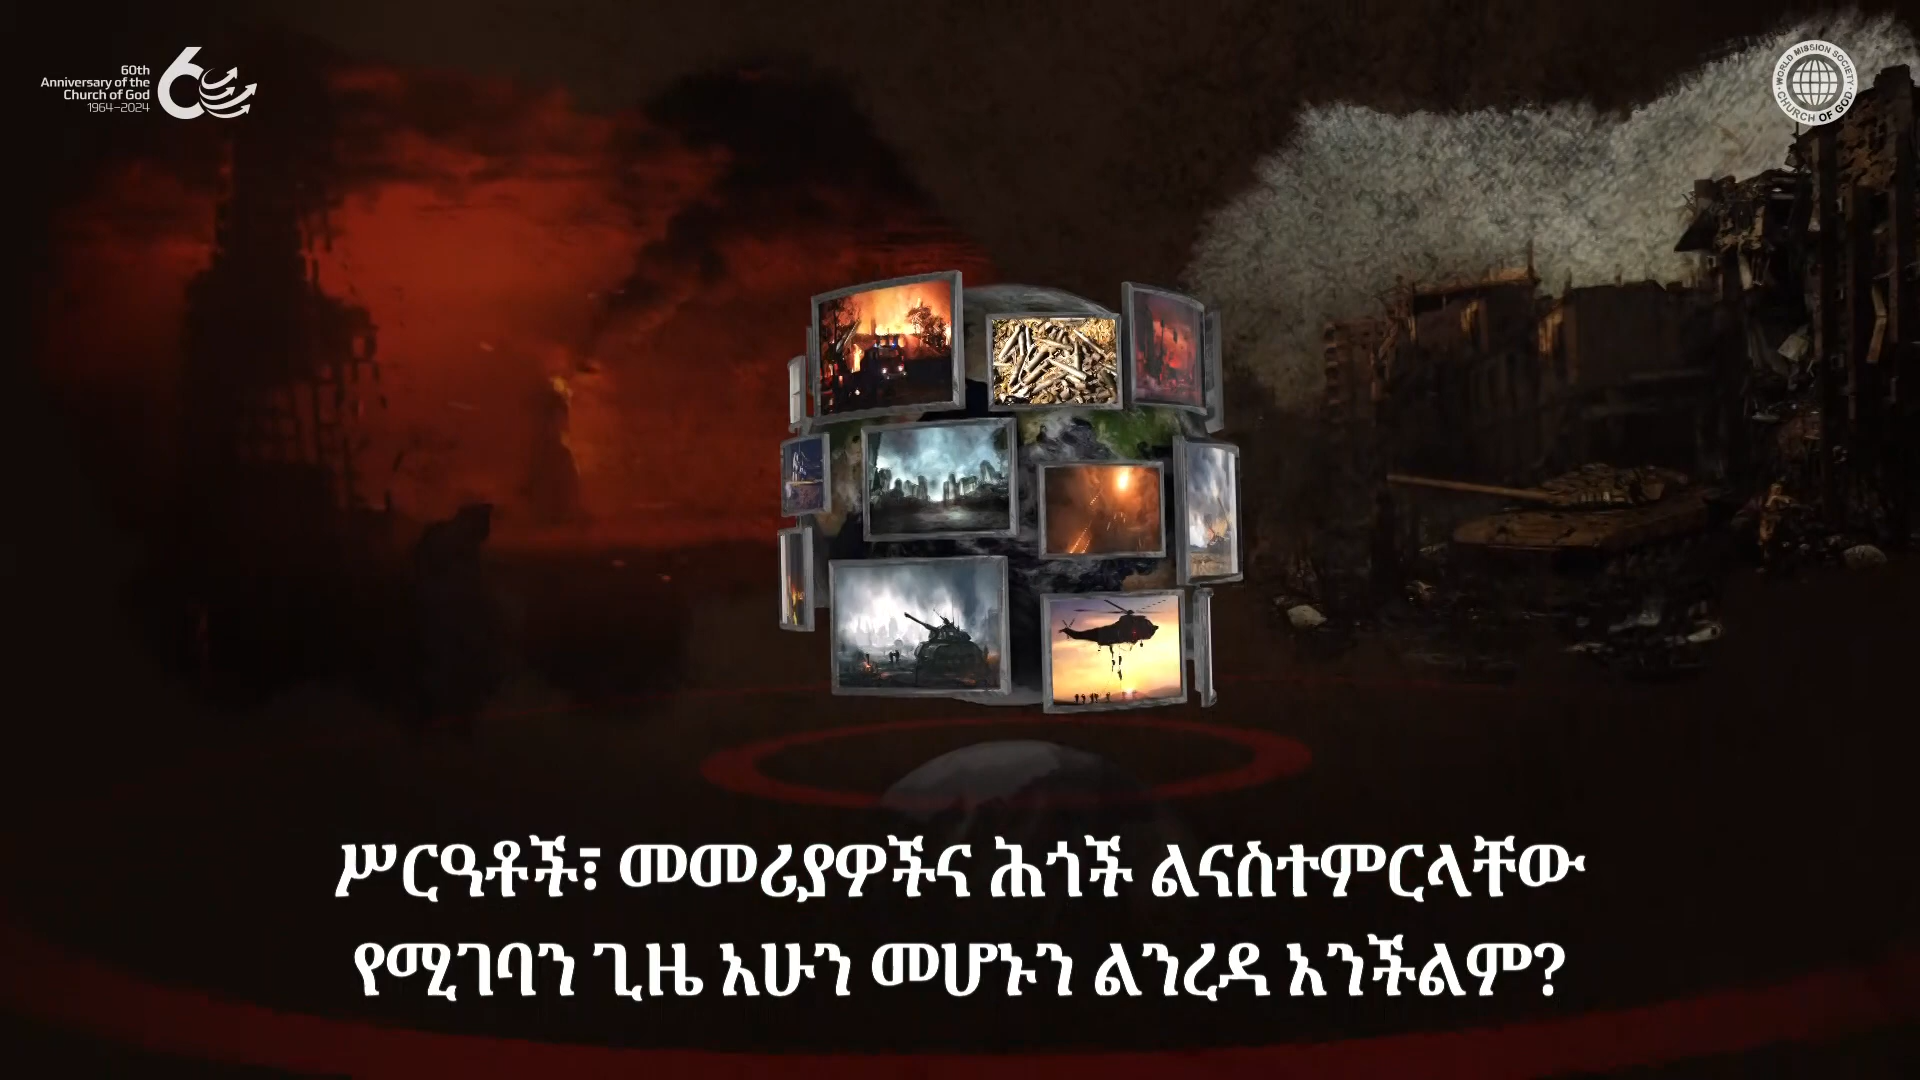 60th
Anniversary of the
Church of God
1964–2024
60
WORLD MISSION SOCIETY
CHURCH OF GOD
ሥርዓቶች፣ መመሪያዎችና ሕጎች ልናስተምርላቸው
የሚገባን ጊዜ አሁን መሆኑን ልንረዳ አንችልም?